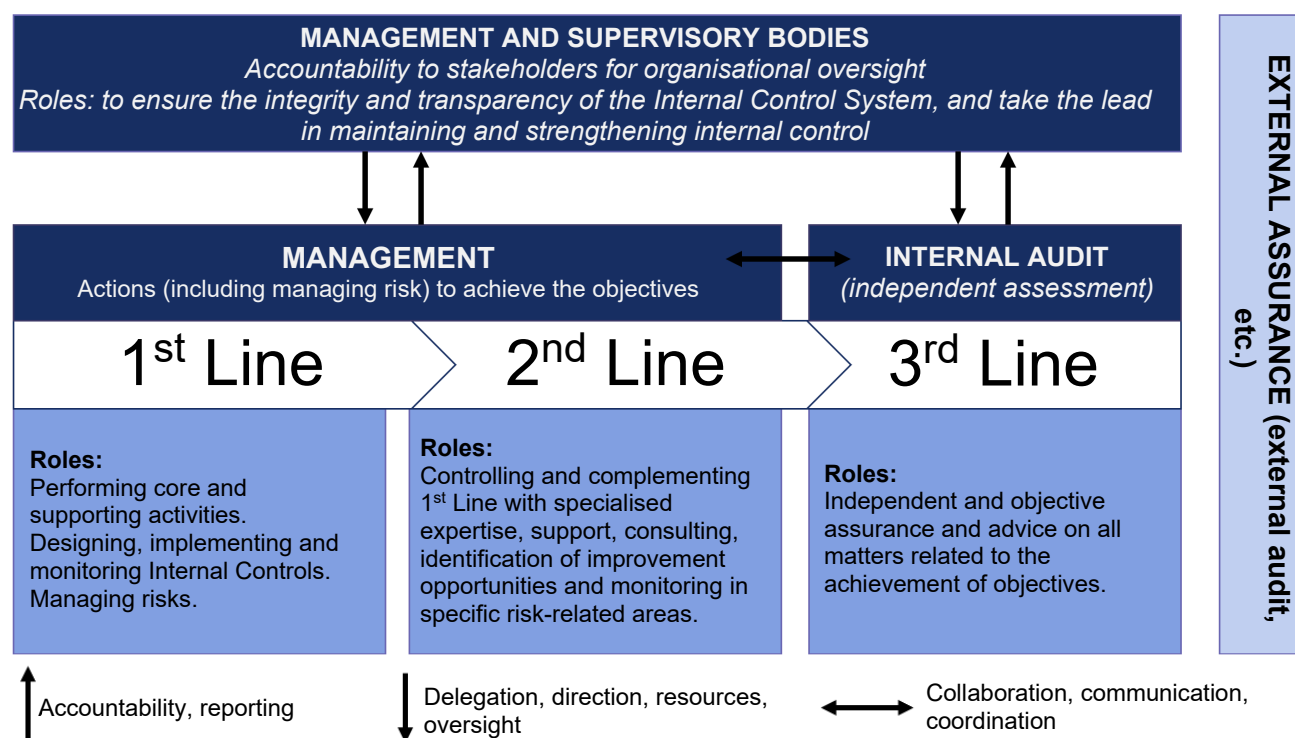 MANAGEMENT AND SUPERVISORY BODIES
Accountability to stakeholders for organisational oversight
Roles: to ensure the integrity and transparency of the Internal Control System, and take the lead
in maintaining and strengthening internal control
MANAGEMENT
Actions (including managing risk) to achieve the objectives
INTERNAL AUDIT
(independent assessment)
1st Line
2nd Line
3rd Line
Roles:
Performing core and
supporting activities.
Designing, implementing and
monitoring Internal Controls.
Managing risks.
Roles:
Controlling and complementing
1st Line with specialised
expertise, support, consulting,
identification of improvement
opportunities and monitoring in
specific risk-related areas.
Roles:
Independent and objective
assurance and advice on all
matters related to the
achievement of objectives.
EXTERNAL ASSURANCE (external audit,
etc.)
Accountability, reporting
Delegation, direction, resources,
oversight
Collaboration, communication,
coordination